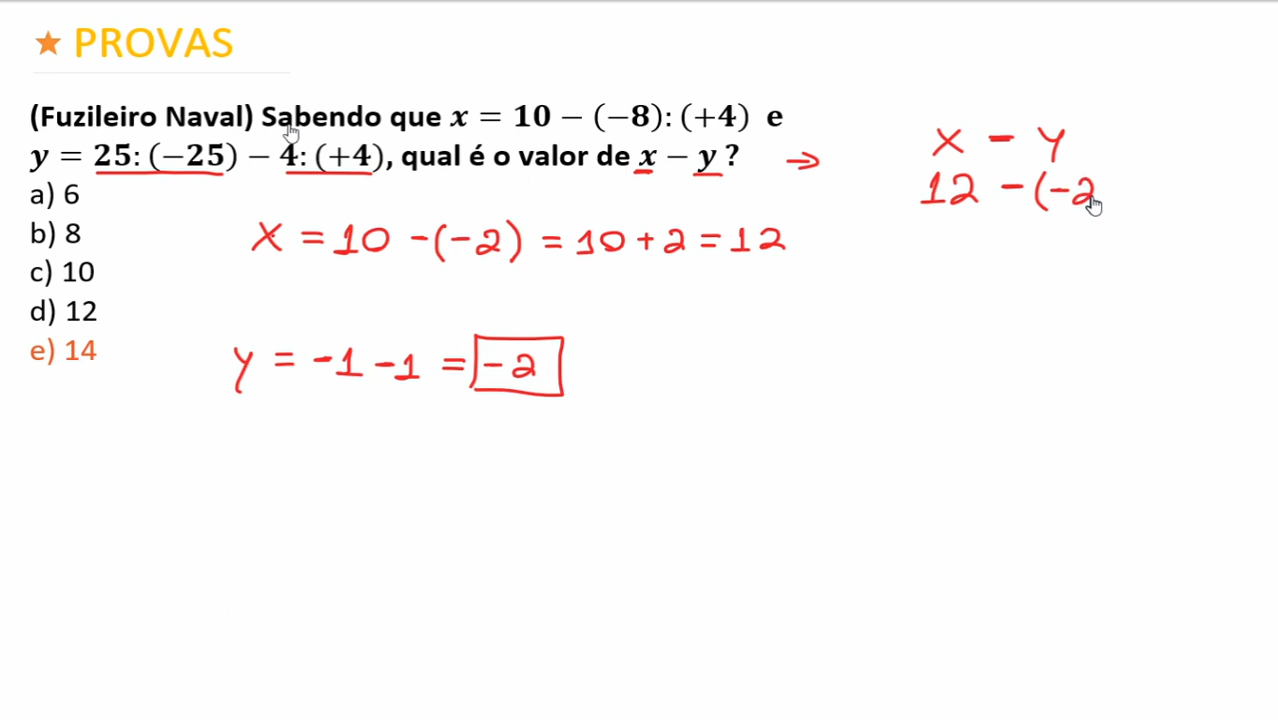 PROVAS
(Fuzileiro Naval) Sabendo que x = 10 − (−8): (+4) e
y = 25: (−25) − 4: (+4), qual é o valor de x − y ?
a) 6
b) 8
c) 10
d) 12
e) 14
x = 10 -(-2) = 10 + 2 = 12
y = -1 -1 = -2
→ x - y
12 - (-2